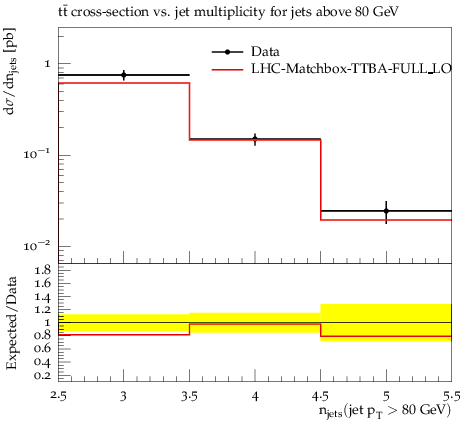 tt̄ cross-section vs. jet multiplicity for jets above 80 GeV
dσ/dn_jets [pb]
Data
LHC-Matchbox-TTBA-FULL_LO
1
10⁻¹
10⁻²
Expected/Data
1.8
1.6
1.4
1.2
1
0.8
0.6
0.4
0.2
2.5 3 3.5 4 4.5 5 5.5
n_jets(jet p_T > 80 GeV)